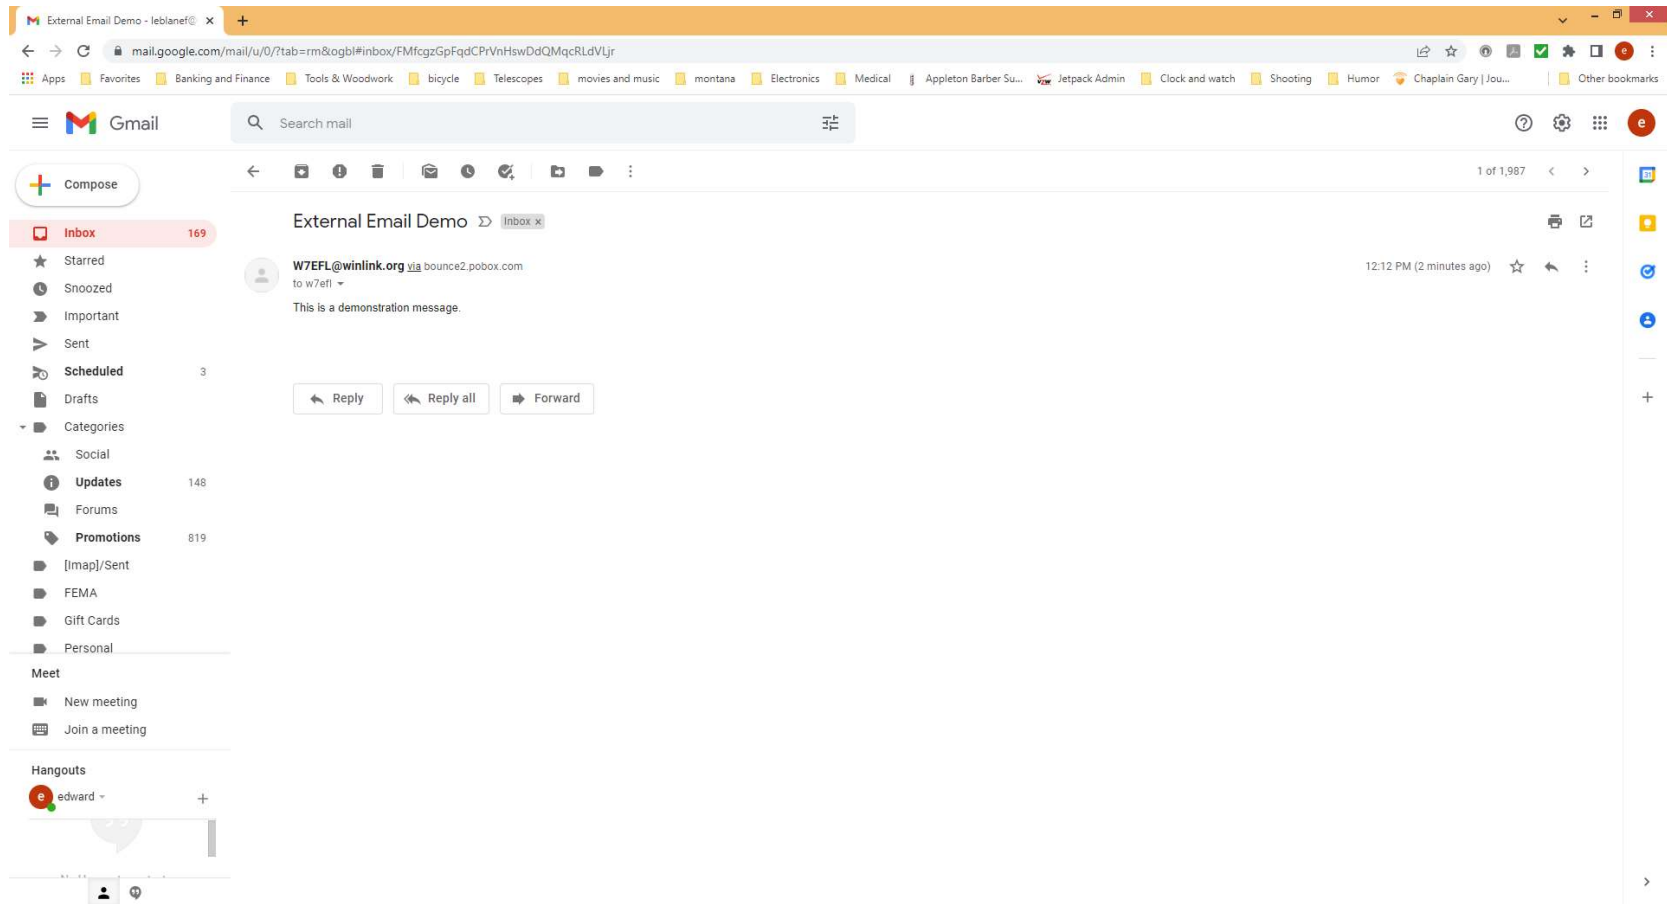 External Email Demo - leblanef@
mail.google.com/mail/u/0/?tab=rm&ogbl#inbox/FMfcgzGpFqdCPrVnHswDdQMqcRLdVLjr
Apps Favorites Banking and Finance Tools & Woodwork bicycle Telescopes movies and music montana Electronics Medical Appleton Barber Su... Jetpack Admin Clock and watch Shooting Humor Chaplain Gary | Jou... Other bookmarks
Gmail
Search mail
e
Compose
1 of 1,987
31
External Email Demo Inbox x
Inbox 169
Starred
Snoozed
Important
Sent
Scheduled 3
Drafts
Categories
Social
Updates 148
Forums
Promotions 819
[Imap]/Sent
FEMA
Gift Cards
Personal
W7EFL@winlink.org via bounce2.pobox.com
12:12 PM (2 minutes ago)
to w7efl
This is a demonstration message.
Reply Reply all Forward
Meet
New meeting
Join a meeting
Hangouts
e edward